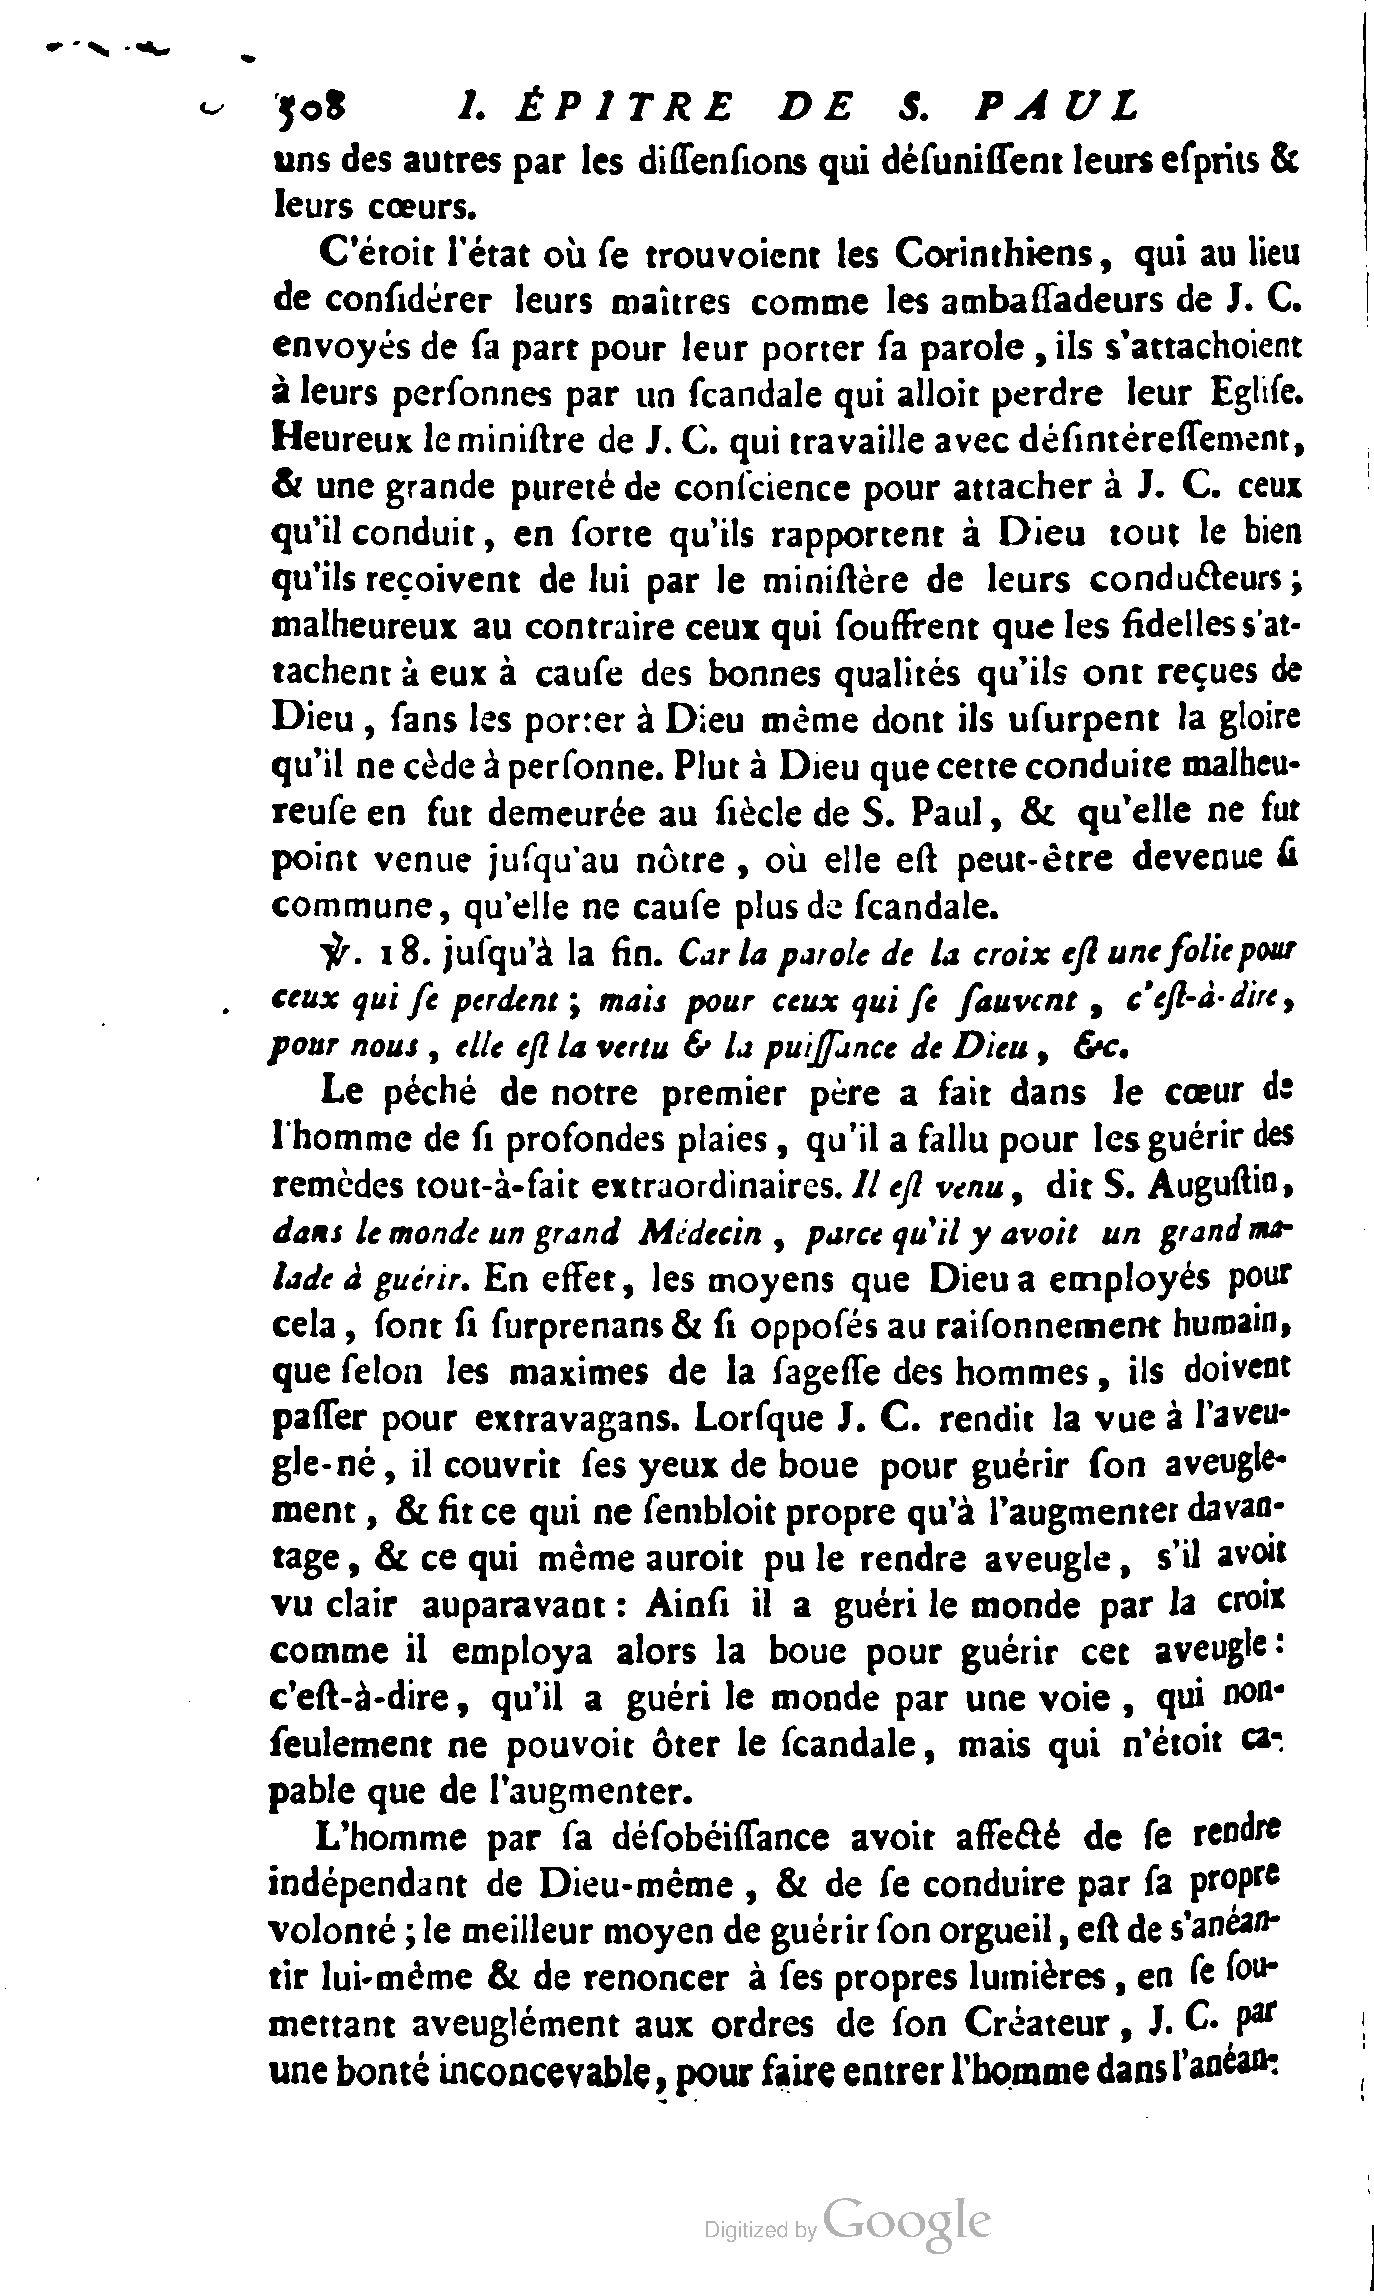 508 I. ÉPITRE DE S. PAUL
uns des autres par les diſſenſions qui déſuniſſent leurs eſprits &
leurs cœurs.
C'étoit l'état où ſe trouvoient les Corinthiens, qui au lieu
de conſidérer leurs maîtres comme les ambaſſadeurs de J. C.
envoyés de ſa part pour leur porter ſa parole, ils s'attachoient
à leurs perſonnes par un ſcandale qui alloit perdre leur Egliſe.
Heureux le miniſtre de J. C. qui travaille avec déſintéreſſement,
& une grande pureté de conſcience pour attacher à J. C. ceux
qu'il conduit, en ſorte qu'ils rapportent à Dieu tout le bien
qu'ils reçoivent de lui par le miniſtère de leurs conducteurs;
malheureux au contraire ceux qui ſouffrent que les fidelles s'at-
tachent à eux à cauſe des bonnes qualités qu'ils ont reçues de
Dieu, ſans les porter à Dieu même dont ils uſurpent la gloire
qu'il ne cède à perſonne. Plut à Dieu que cette conduite malheu-
reuſe en fut demeurée au ſiècle de S. Paul, & qu'elle ne fut
point venue juſqu'au nôtre, où elle eſt peut-être devenue ſi
commune, qu'elle ne cauſe plus de ſcandale.
℣. 18. juſqu'à la fin. Car la parole de la croix eſt une folie pour
ceux qui ſe perdent; mais pour ceux qui ſe ſauvent, c'eſt-à-dire,
pour nous, elle eſt la vertu & la puiſſance de Dieu, &c.
Le péché de notre premier père a fait dans le cœur de
l'homme de ſi profondes plaies, qu'il a fallu pour les guérir des
remèdes tout-à-fait extraordinaires. Il eſt venu, dit S. Auguſtin,
dans le monde un grand Médecin, parce qu'il y avoit un grand ma-
lade à guérir. En effet, les moyens que Dieu a employés pour
cela, ſont ſi ſurprenans & ſi oppoſés au raiſonnement humain,
que ſelon les maximes de la ſageſſe des hommes, ils doivent
paſſer pour extravagans. Lorſque J. C. rendit la vue à l'aveu-
gle-né, il couvrit ſes yeux de boue pour guérir ſon aveugle-
ment, & fit ce qui ne ſembloit propre qu'à l'augmenter davan-
tage, & ce qui même auroit pu le rendre aveugle, s'il avoit
vu clair auparavant: Ainſi il a guéri le monde par la croix
comme il employa alors la boue pour guérir cet aveugle:
c'eſt-à-dire, qu'il a guéri le monde par une voie, qui non-
ſeulement ne pouvoit ôter le ſcandale, mais qui n'étoit ca-
pable que de l'augmenter.
L'homme par ſa déſobéiſſance avoit affecté de ſe rendre
indépendant de Dieu-même, & de ſe conduire par ſa propre
volonté; le meilleur moyen de guérir ſon orgueil, eſt de s'anéan-
tir lui-même & de renoncer à ſes propres lumières, en ſe ſou-
mettant aveuglément aux ordres de ſon Créateur, J. C. par
une bonté inconcevable, pour faire entrer l'homme dans l'anéan-
Digitized by Google